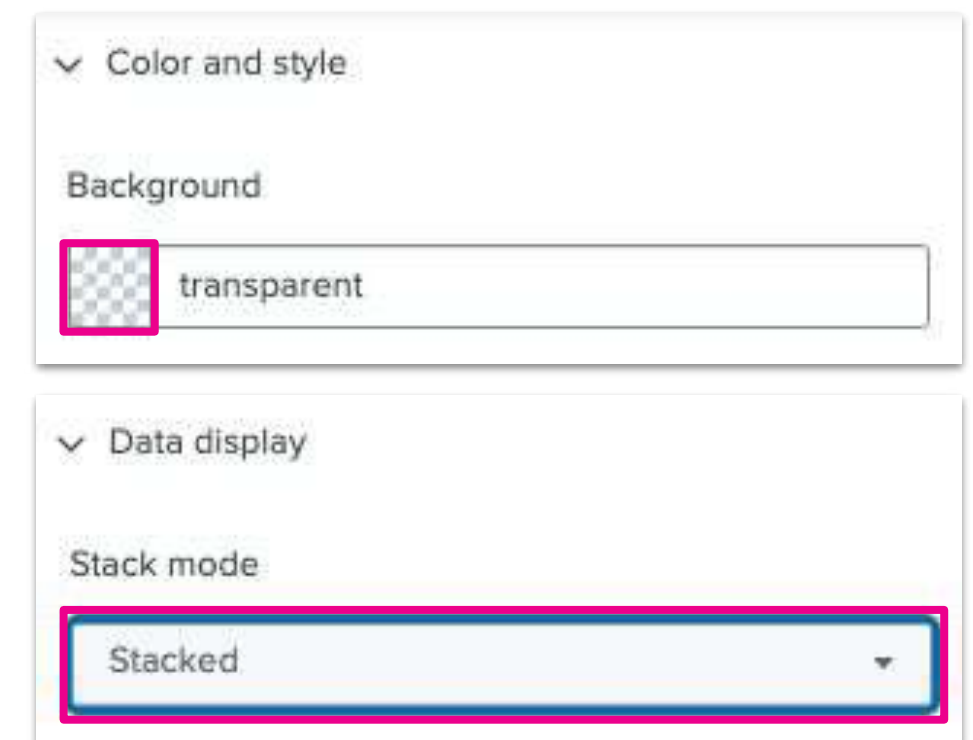 Color and style
Background
transparent
Data display
Stack mode
Stacked